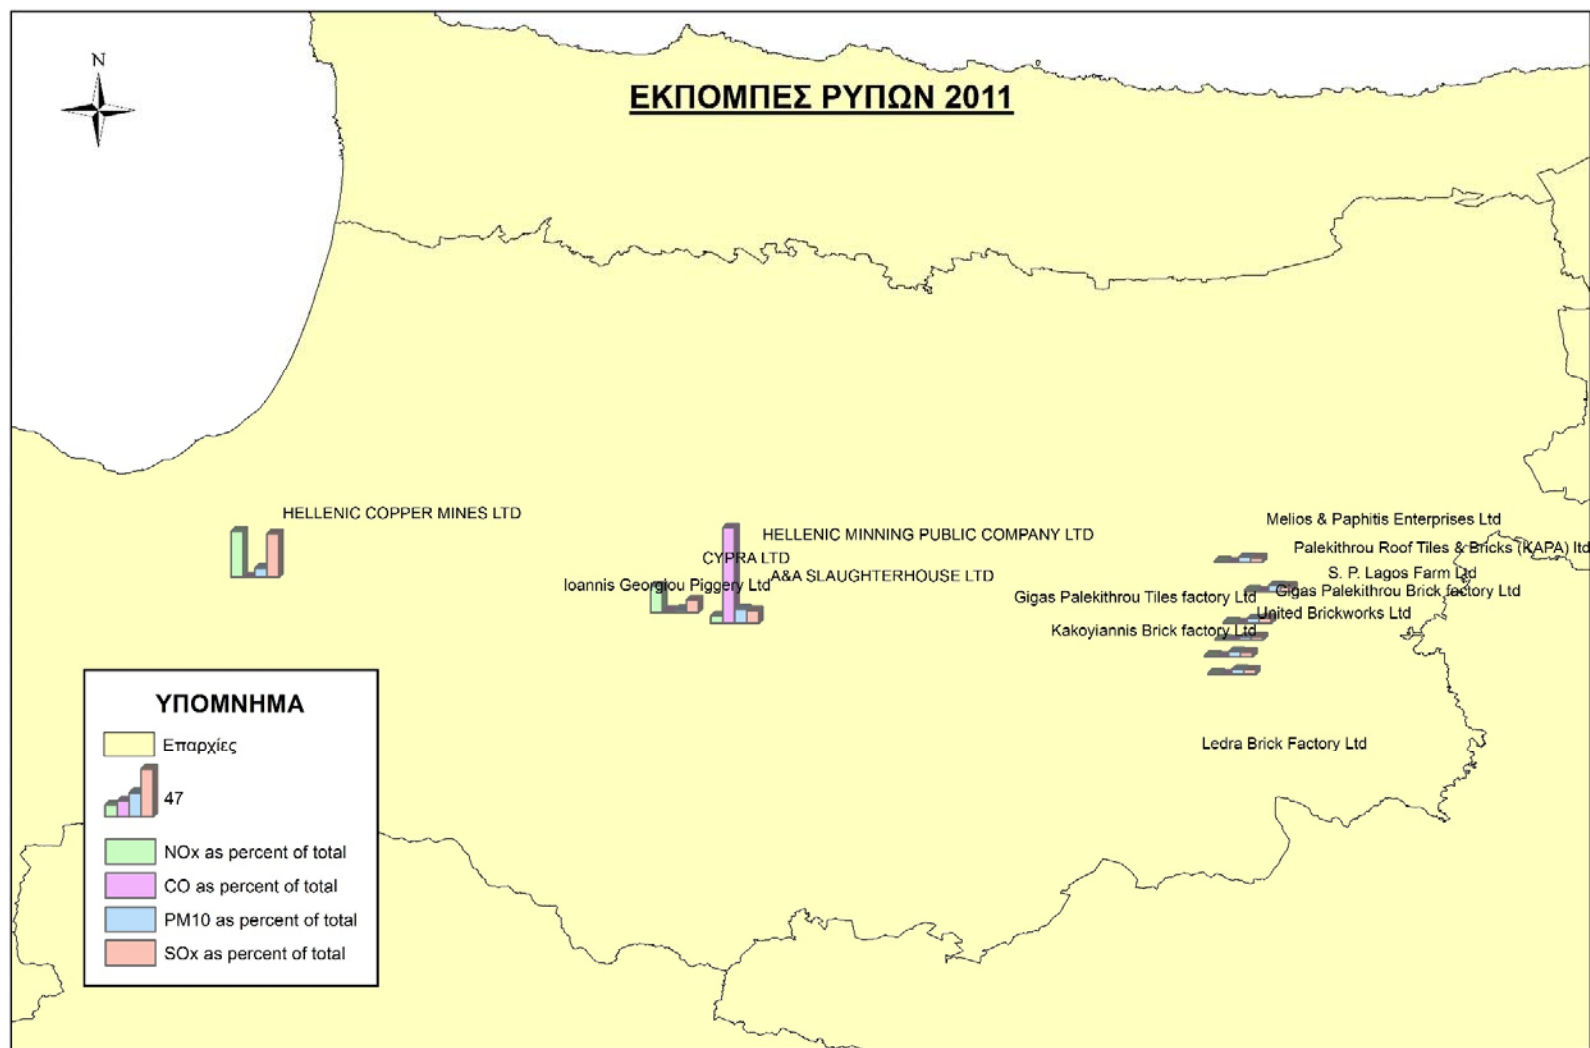 N
ΕΚΠΟΜΠΕΣ ΡΥΠΩΝ 2011
HELLENIC COPPER MINES LTD
HELLENIC MINNING PUBLIC COMPANY LTD
CYPRA LTD
A&A SLAUGHTERHOUSE LTD
Ioannis Georgiou Piggery Ltd
Melios & Paphitis Enterprises Ltd
Palekithrou Roof Tiles & Bricks (KAPA) ltd
S. P. Lagos Farm Ltd
Gigas Palekithrou Brick factory Ltd
Gigas Palekithrou Tiles factory Ltd
United Brickworks Ltd
Kakoyiannis Brick factory Ltd
Ledra Brick Factory Ltd
ΥΠΟΜΝΗΜΑ
Επαρχίες
47
NOx as percent of total
CO as percent of total
PM10 as percent of total
SOx as percent of total